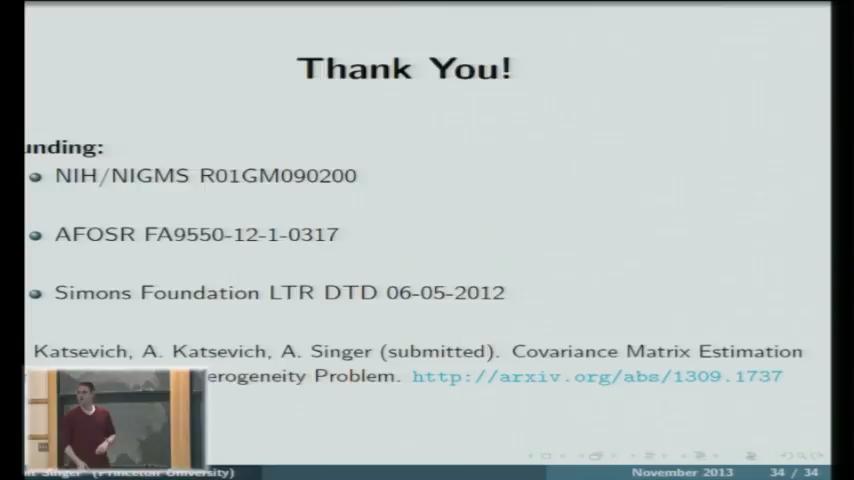 Thank You!
unding:
NIH/NIGMS R01GM090200
AFOSR FA9550-12-1-0317
Simons Foundation LTR DTD 06-05-2012
Katsevich, A. Katsevich, A. Singer (submitted). Covariance Matrix Estimation
erogeneity Problem. http://arxiv.org/abs/1309.1737
Singer (Princeton University) November 2013 34 / 34